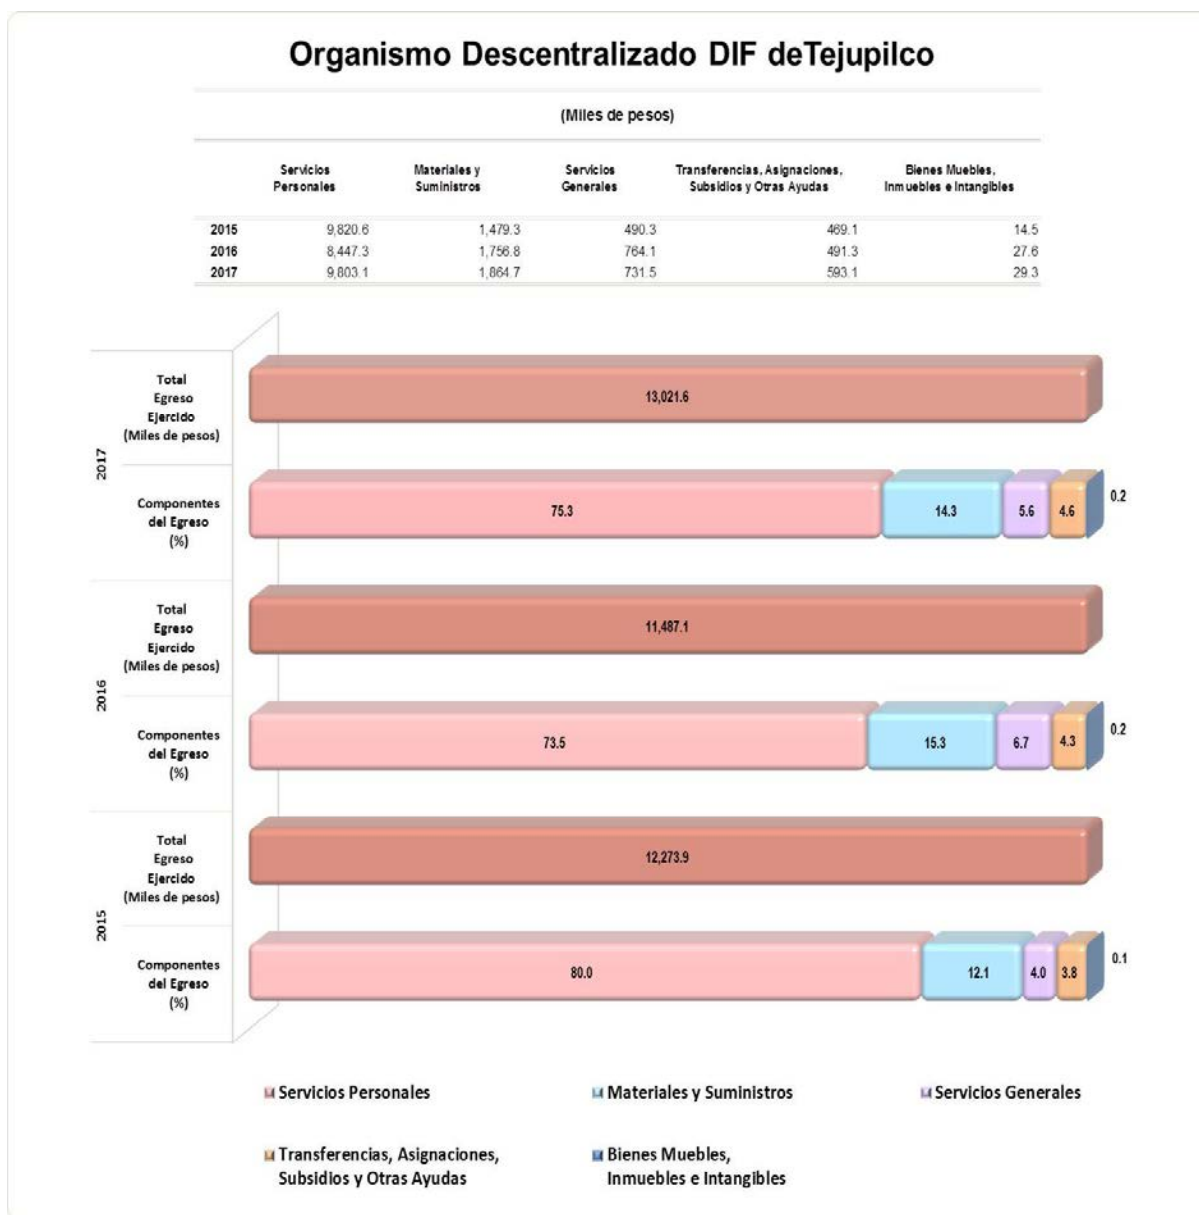 Organismo Descentralizado DIF deTejupilco
(Miles de pesos)
Servicios Personales Materiales y Suministros Servicios Generales Transferencias, Asignaciones, Subsidios y Otras Ayudas Bienes Muebles, Inmuebles e Intangibles
2015 9,820.6 1,479.3 490.3 469.1 14.5
2016 8,447.3 1,756.8 764.1 491.3 27.6
2017 9,803.1 1,864.7 731.5 593.1 29.3
2017
Total
Egreso
Ejercido
(Miles de pesos)
13,021.6
Componentes
del Egreso
(%)
75.3 14.3 5.6 4.6 0.2
2016
Total
Egreso
Ejercido
(Miles de pesos)
11,487.1
Componentes
del Egreso
(%)
73.5 15.3 6.7 4.3 0.2
2015
Total
Egreso
Ejercido
(Miles de pesos)
12,273.9
Componentes
del Egreso
(%)
80.0 12.1 4.0 3.8 0.1
Servicios Personales
Materiales y Suministros
Servicios Generales
Transferencias, Asignaciones,
Subsidios y Otras Ayudas
Bienes Muebles,
Inmuebles e Intangibles